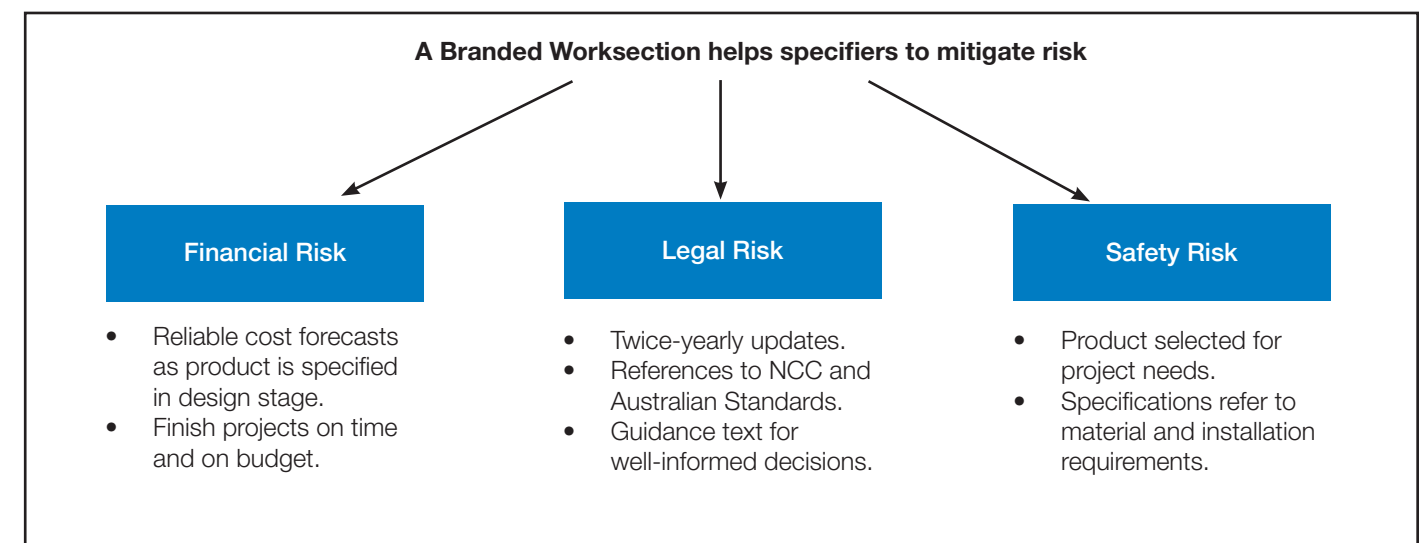 A Branded Worksection helps specifiers to mitigate risk
Financial Risk
• Reliable cost forecasts
as product is specified
in design stage.
• Finish projects on time
and on budget.
Legal Risk
• Twice-yearly updates.
• References to NCC and
Australian Standards.
• Guidance text for
well-informed decisions.
Safety Risk
• Product selected for
project needs.
• Specifications refer to
material and installation
requirements.